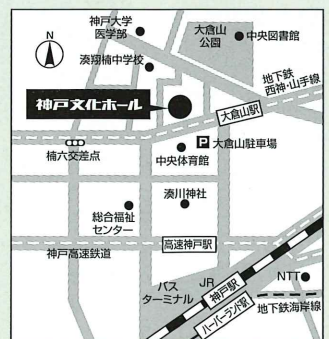 神戸大学
医学部
大倉山
公園
中央図書館
N
湊翔楠中学校
地下鉄
西神・山手線
神戸文化ホール
大倉山駅
P 大倉山駐車場
楠六交差点
中央体育館
湊川神社
総合福祉
センター
高速神戸駅
神戸高速鉄道
バス
ターミナル
JR
神戸駅
NTT
ハーバーランド駅
地下鉄海岸線